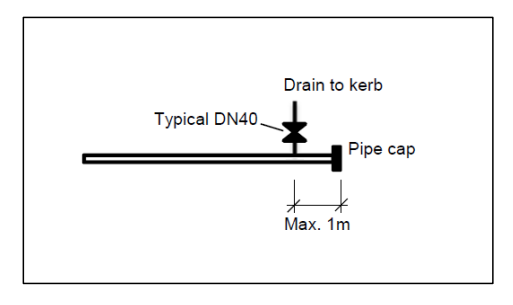 Drain to kerb
Typical DN40
Pipe cap
Max. 1m